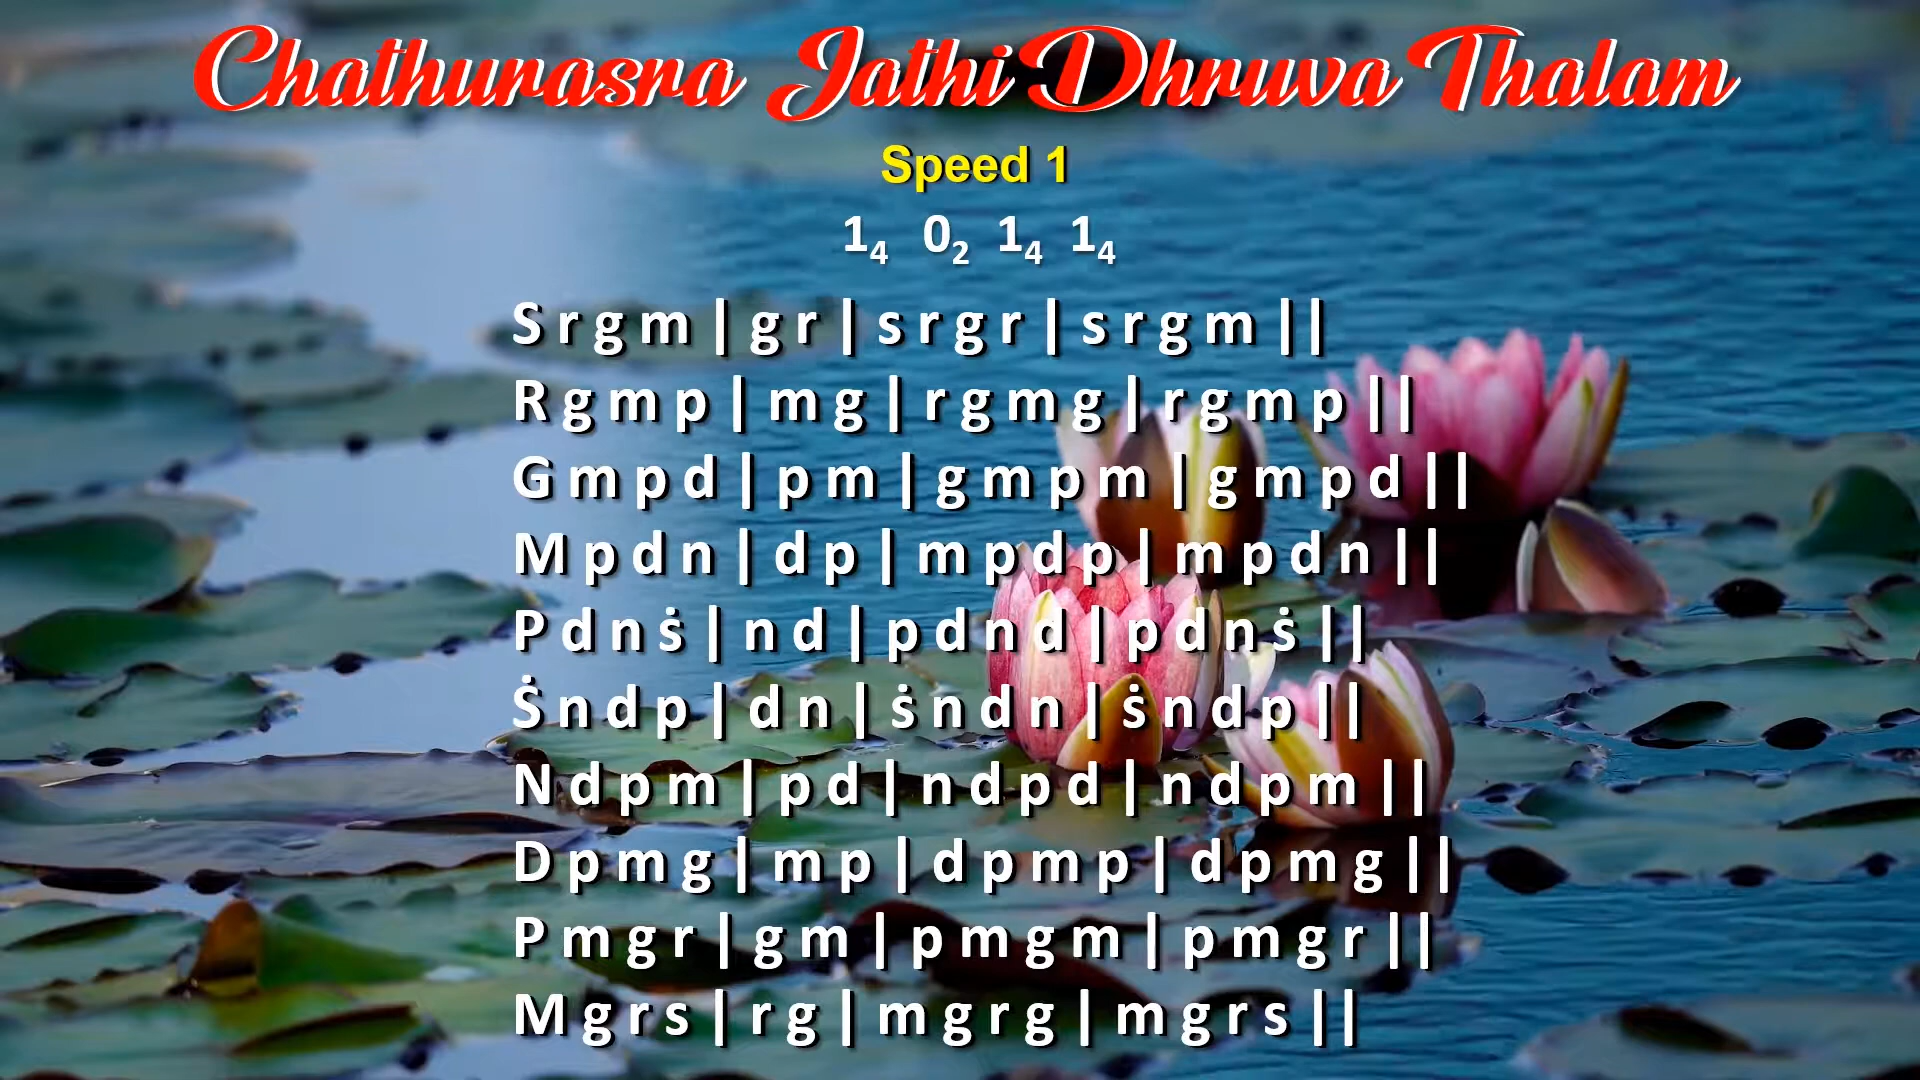 Chathurasra Jathi Dhruva Thalam
Speed 1
1₄ 0₂ 1₄ 1₄
S r g m | g r | s r g r | s r g m ||
R g m p | m g | r g m g | r g m p ||
G m p d | p m | g m p m | g m p d ||
M p d n | d p | m p d p | m p d n ||
P d n ṡ | n d | p d n d | p d n ṡ ||
Ṡ n d p | d n | ṡ n d n | ṡ n d p ||
N d p m | p d | n d p d | n d p m ||
D p m g | m p | d p m p | d p m g ||
P m g r | g m | p m g m | p m g r ||
M g r s | r g | m g r g | m g r s ||